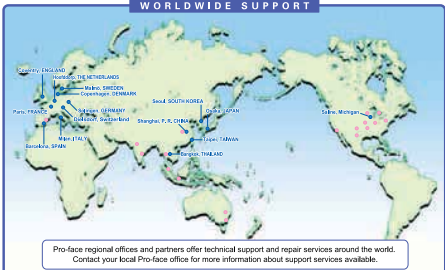 WORLDWIDE SUPPORT
Coventry, ENGLAND
Hoofddorp, THE NETHERLANDS
Malmö, SWEDEN
Copenhagen, DENMARK
Paris, FRANCE
Solingen, GERMANY
Dielsdorf, Switzerland
Milan, ITALY
Barcelona, SPAIN
Seoul, SOUTH KOREA
Osaka, JAPAN
Shanghai, P. R. CHINA
Taipei, TAIWAN
Bangkok, THAILAND
Saline, Michigan
Pro-face regional offices and partners offer technical support and repair services around the world.
Contact your local Pro-face office for more information about support services available.